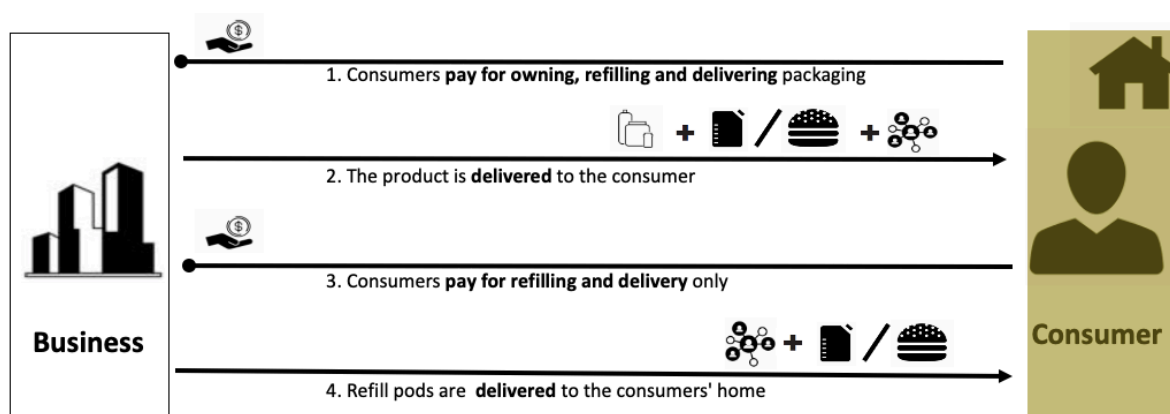 1. Consumers pay for owning, refilling and delivering packaging
2. The product is delivered to the consumer
3. Consumers pay for refilling and delivery only
Business
Consumer
4. Refill pods are  delivered to the consumers' home